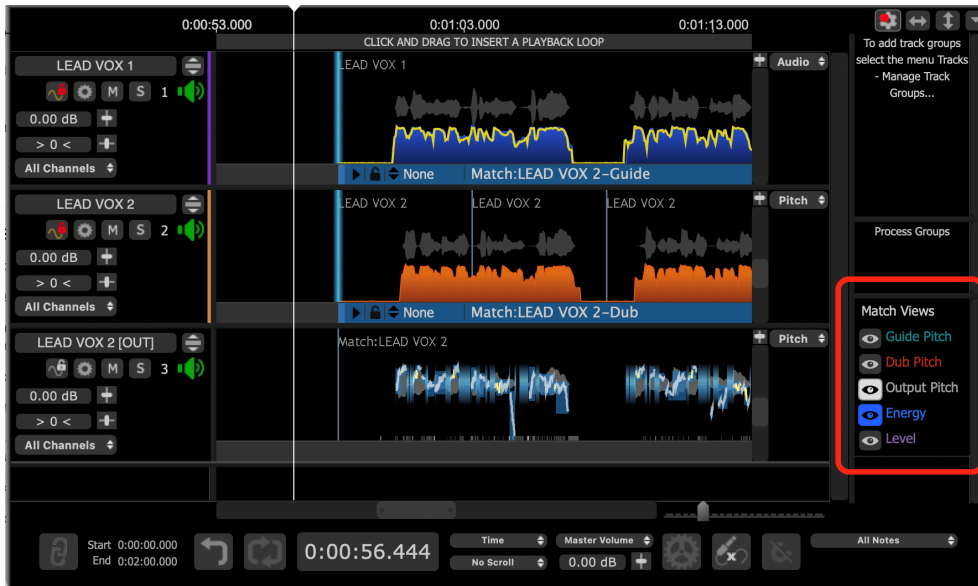 0:00:53.000 0:01:03.000 0:01:13.000
CLICK AND DRAG TO INSERT A PLAYBACK LOOP
To add track groups
select the menu Tracks
- Manage Track
Groups...
LEAD VOX 1
M S 1
0.00 dB
> 0 <
All Channels
LEAD VOX 1
Audio
None Match:LEAD VOX 2-Guide
LEAD VOX 2
M S 2
0.00 dB
> 0 <
All Channels
LEAD VOX 2 LEAD VOX 2 LEAD VOX 2
Pitch
None Match:LEAD VOX 2-Dub
Process Groups
LEAD VOX 2 [OUT]
M S 3
0.00 dB
> 0 <
All Channels
Match:LEAD VOX 2
Pitch
Match Views
Guide Pitch
Dub Pitch
Output Pitch
Energy
Level
Start 0:00:00.000
End 0:02:00.000
0:00:56.444
Time
No Scroll
Master Volume
0.00 dB
All Notes